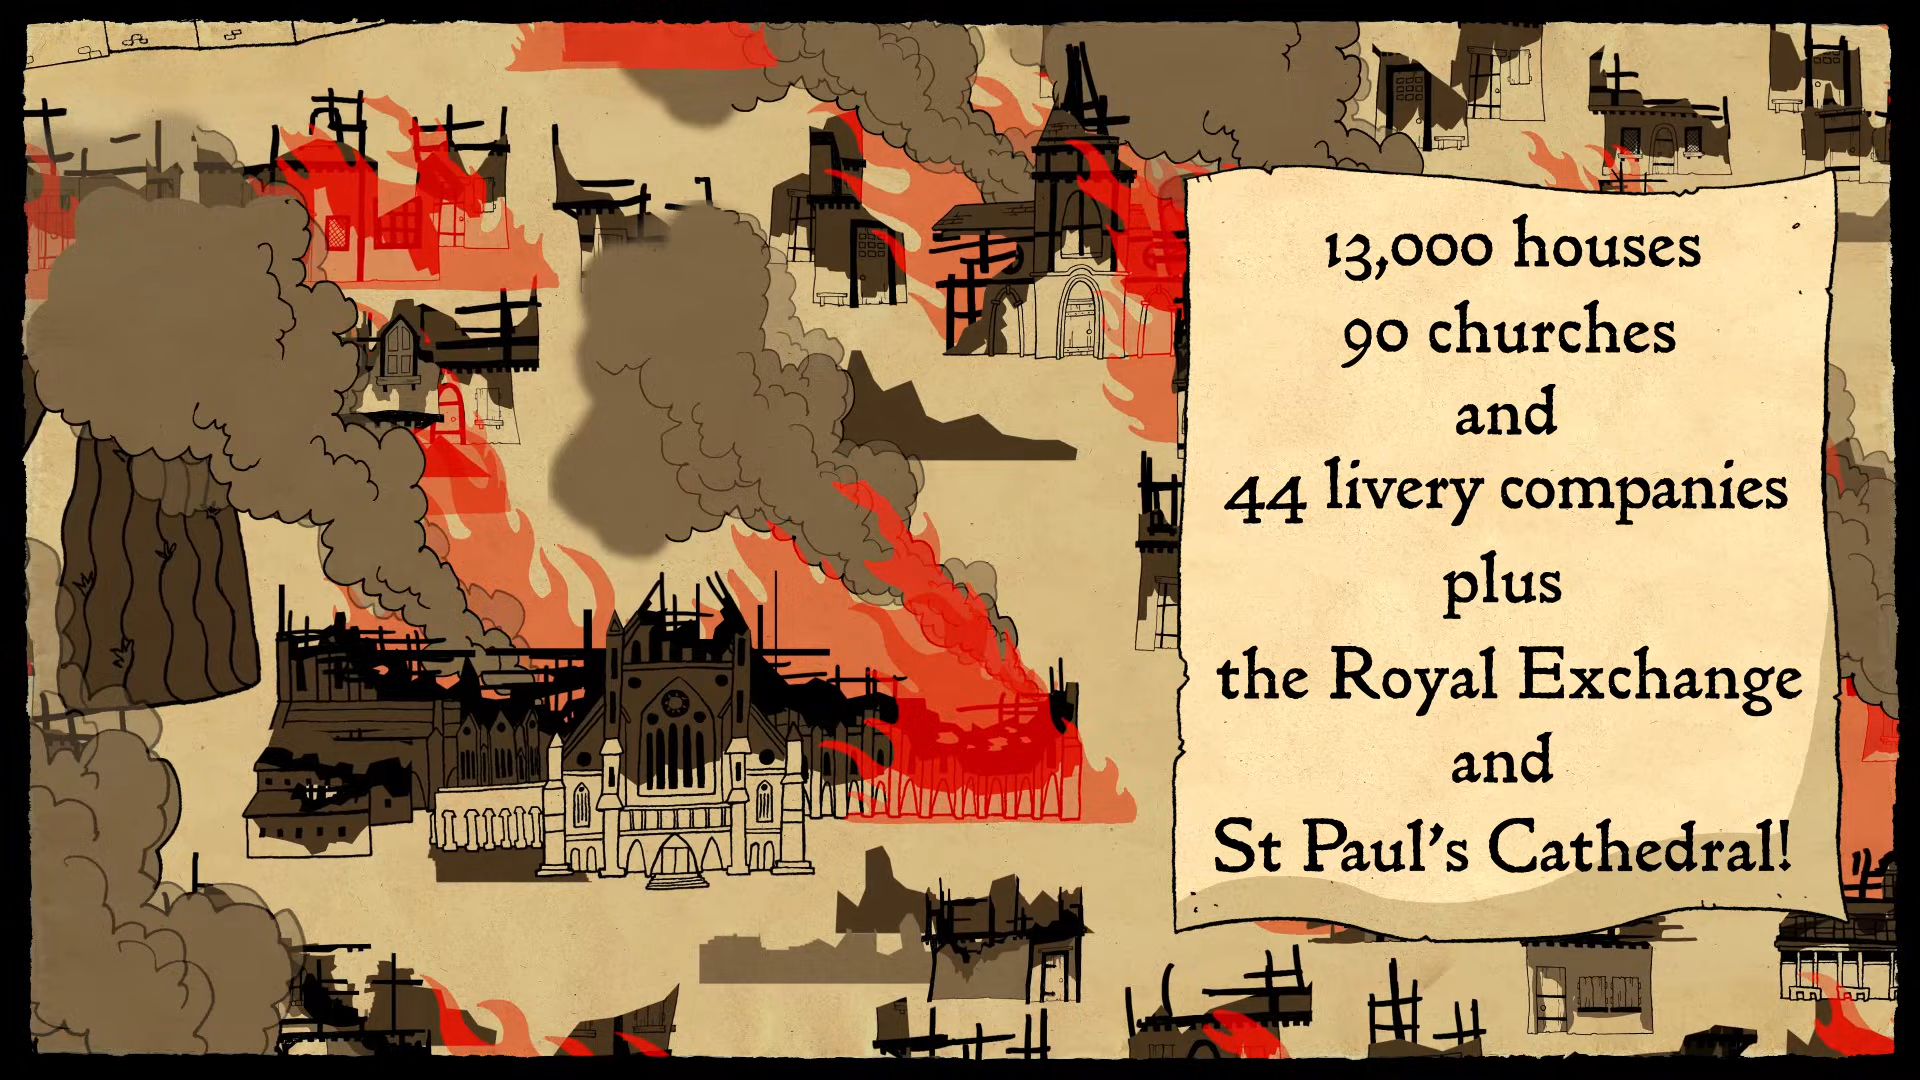 13,000 houses
90 churches
and
44 livery companies
plus
the Royal Exchange
and
St Paul's Cathedral!